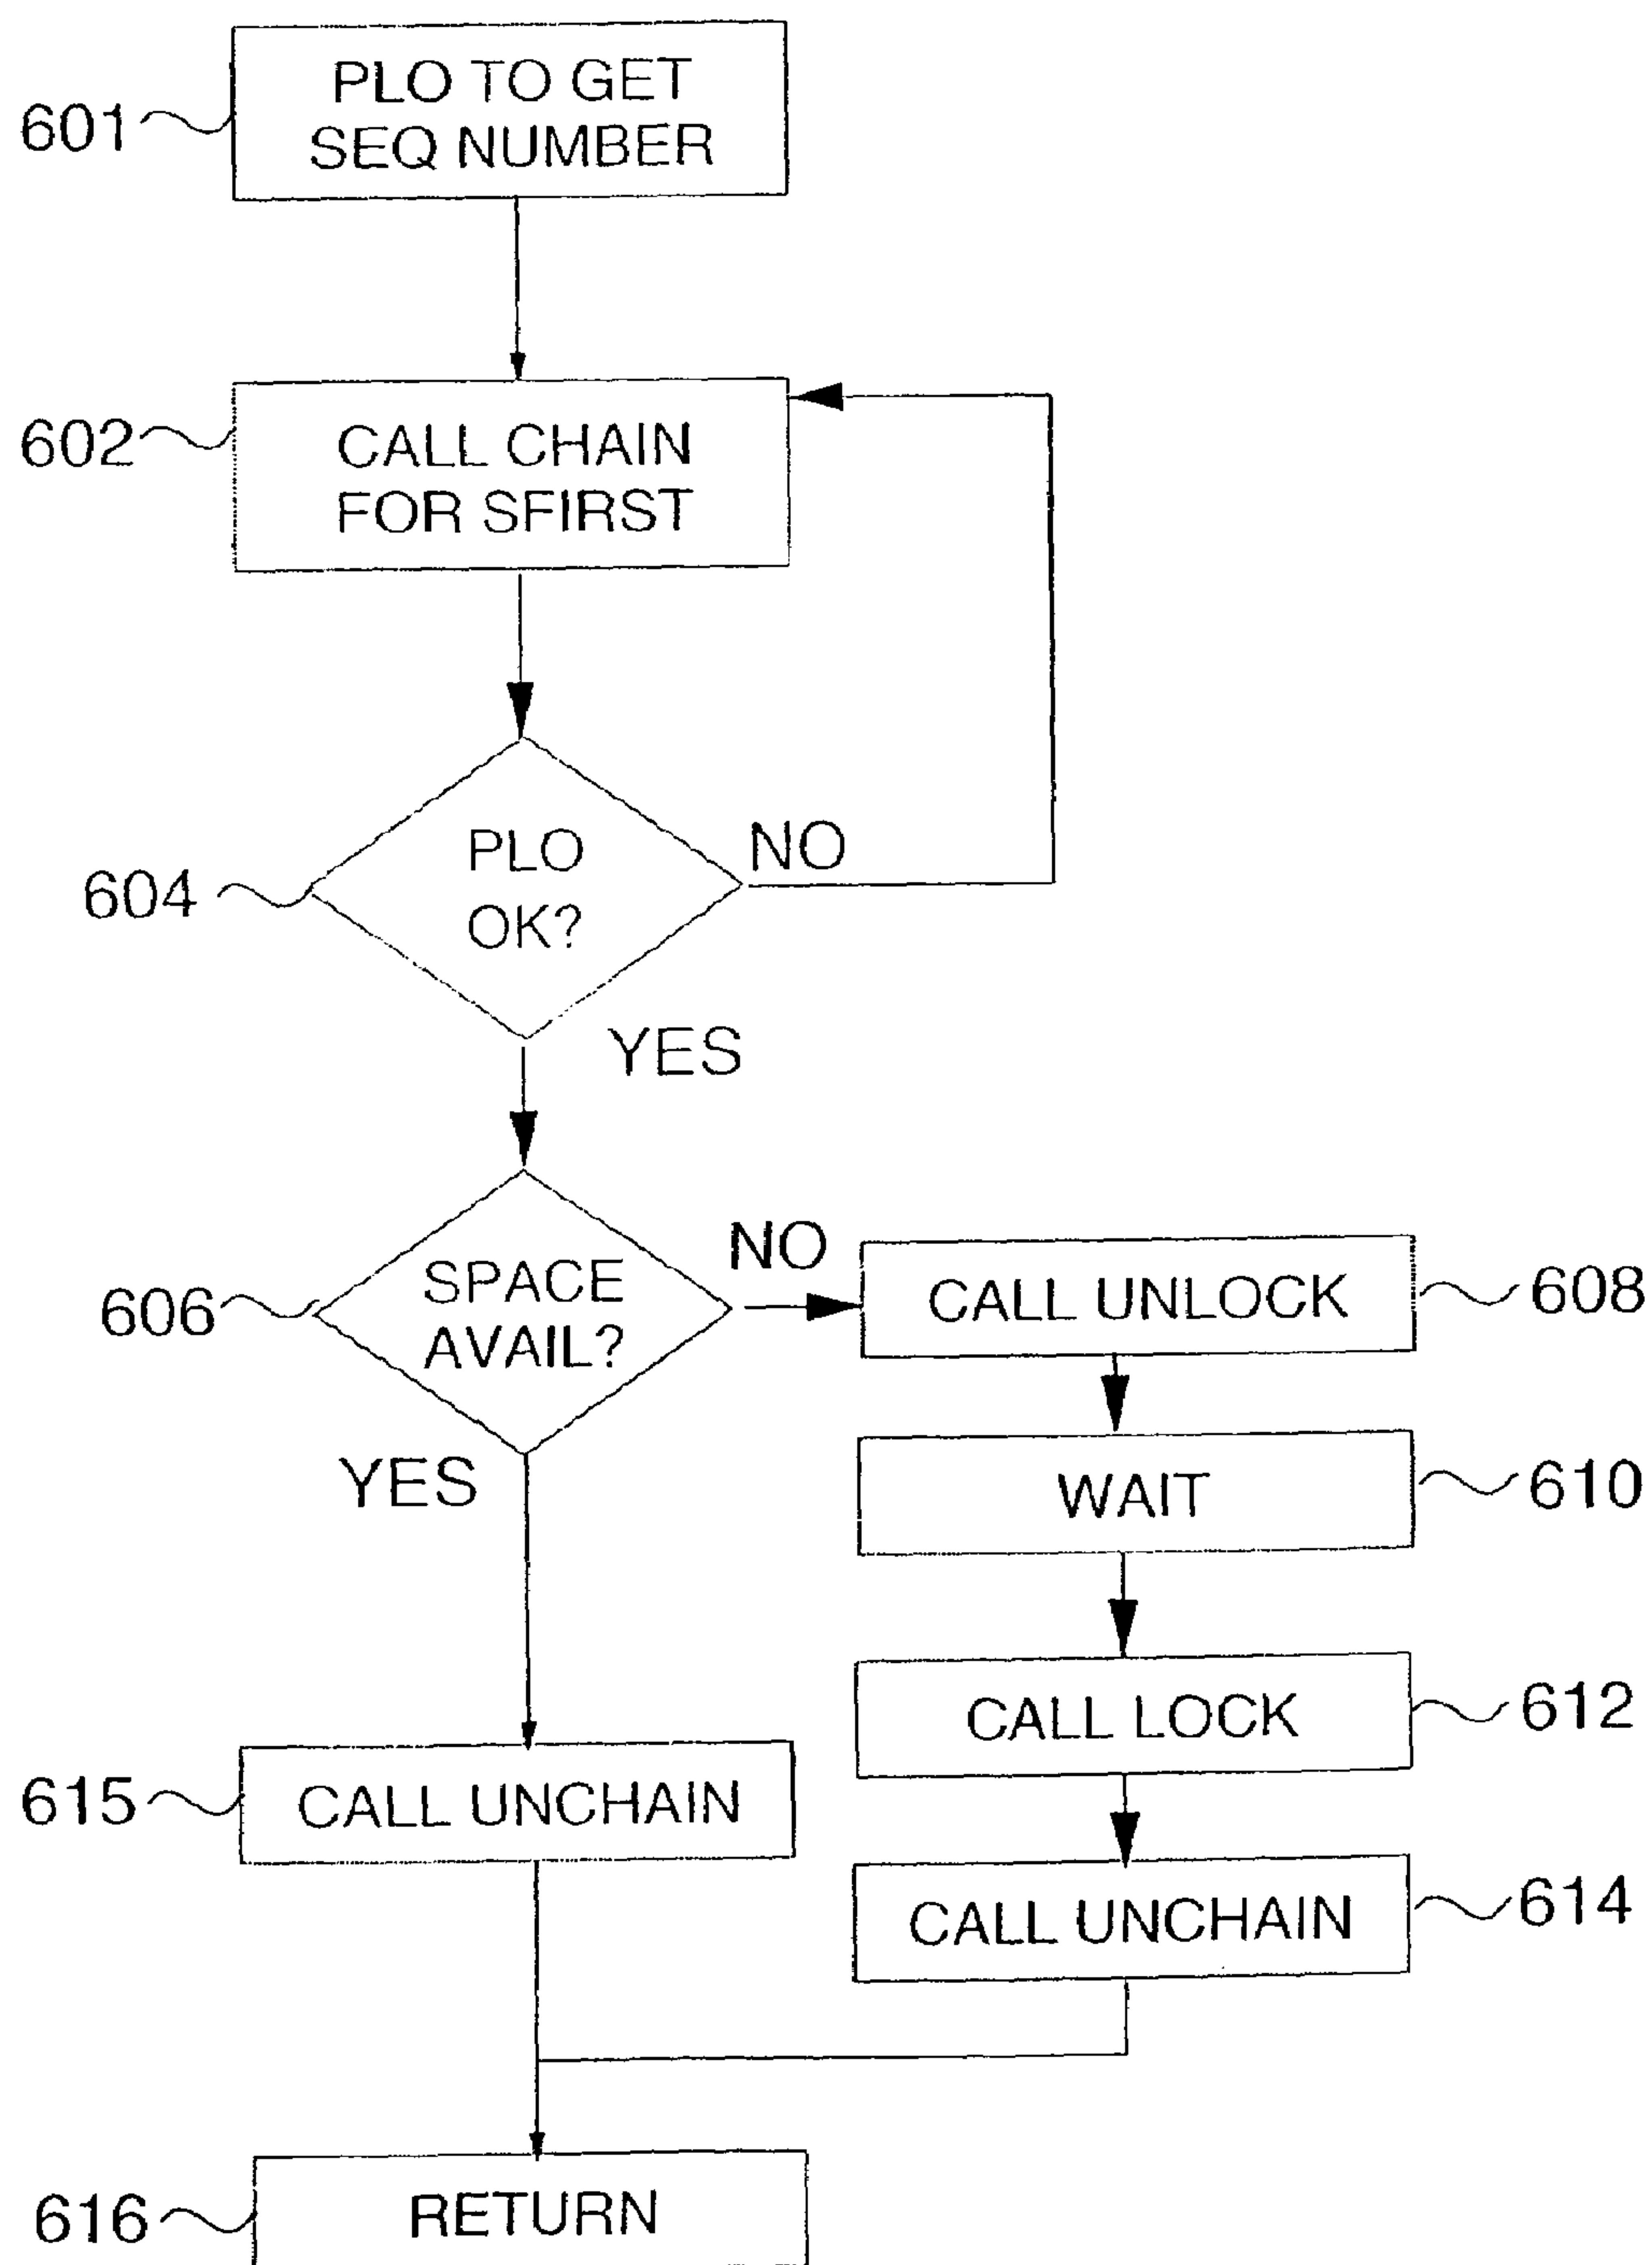 PLO TO GET
SEQ NUMBER
601
CALL CHAIN
FOR SFIRST
602
PLO
OK?
NO
604
YES
SPACE
AVAIL?
NO
606
CALL UNLOCK
608
YES
WAIT
610
CALL LOCK
612
CALL UNCHAIN
615
CALL UNCHAIN
614
RETURN
616